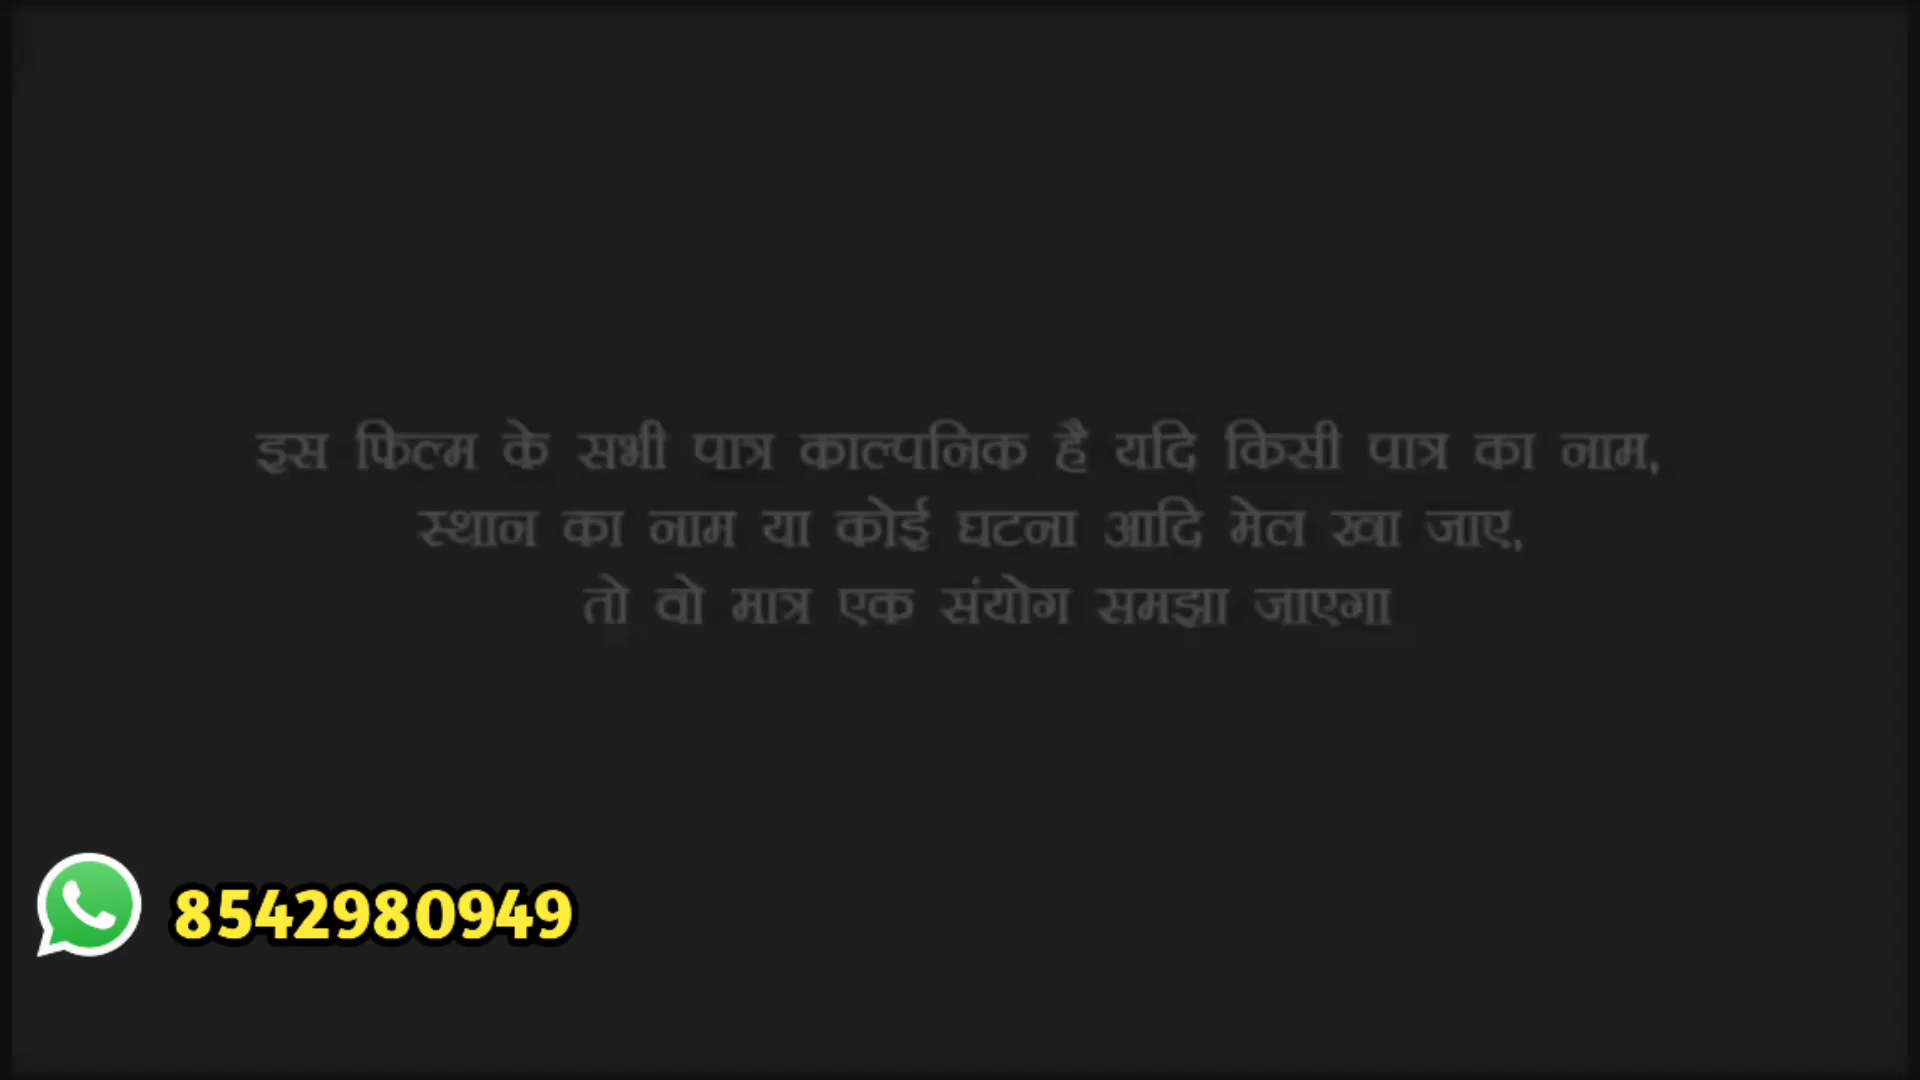 इस फिल्म के सभी पात्र काल्पनिक है यदि किसी पात्र का नाम,
स्थान का नाम या कोई घटना आदि मेल खा जाए,
तो वो मात्र एक संयोग समझा जाएगा
8542980949